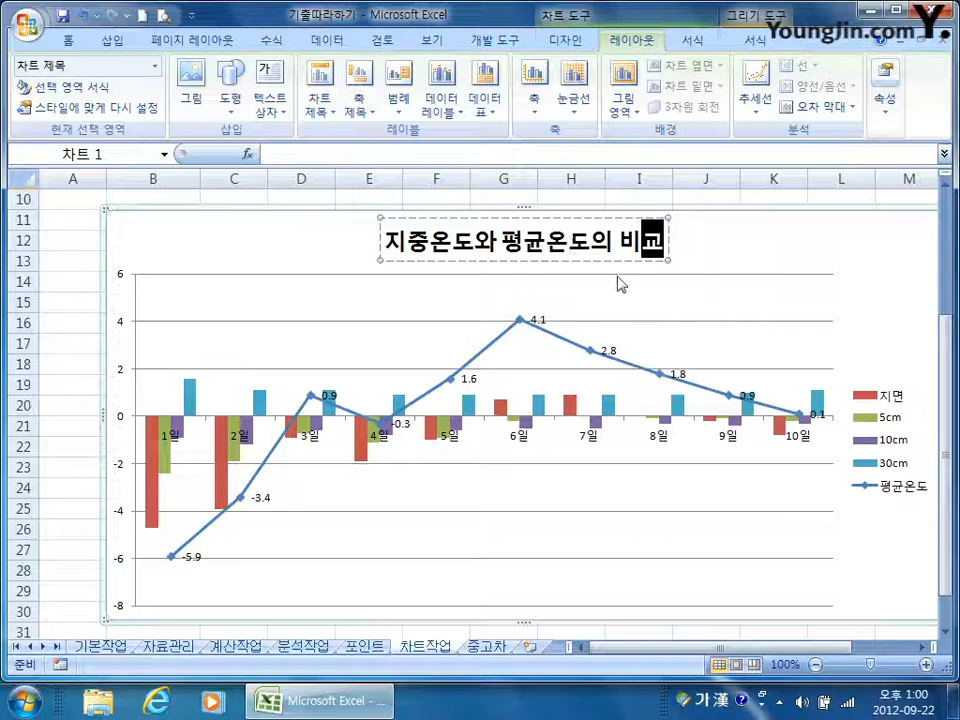 기출따라하기 - Microsoft Excel
차트 도구
그리기 도구
Youngjin.com Y.
홈 삽입 페이지 레이아웃 수식 데이터 검토 보기 개발 도구 디자인 레이아웃 서식 서식
차트 제목
선택 영역 서식
스타일에 맞게 다시 설정
현재 선택 영역
그림 도형 텍스트 상자
삽입
차트 제목 축 제목 범례 데이터 레이블 데이터 표
레이블
축 눈금선
축
그림 영역 차트 옆면 차트 밑면 3차원 회전
배경
추세선 선 양선/음선 오차 막대
분석
속성
차트 1 fx
A B C D E F G H I J K L M
10
11
12
13
14
15
16
17
18
19
20
21
22
23
24
25
26
27
28
29
30
31
지중온도와 평균온도의 비교
6
4
2
0
-2
-4
-6
-8
4.1
2.8
1.8
1.6
0.9
0.9
0.1
-0.3
-3.4
-5.9
1일 2일 3일 4일 5일 6일 7일 8일 9일 10일
지면
5cm
10cm
30cm
평균온도
기본작업 자료관리 계산작업 분석작업 포인트 차트작업 중고차
준비 100%
Microsoft Excel - ...
가 漢
오후 1:00
2012-09-22